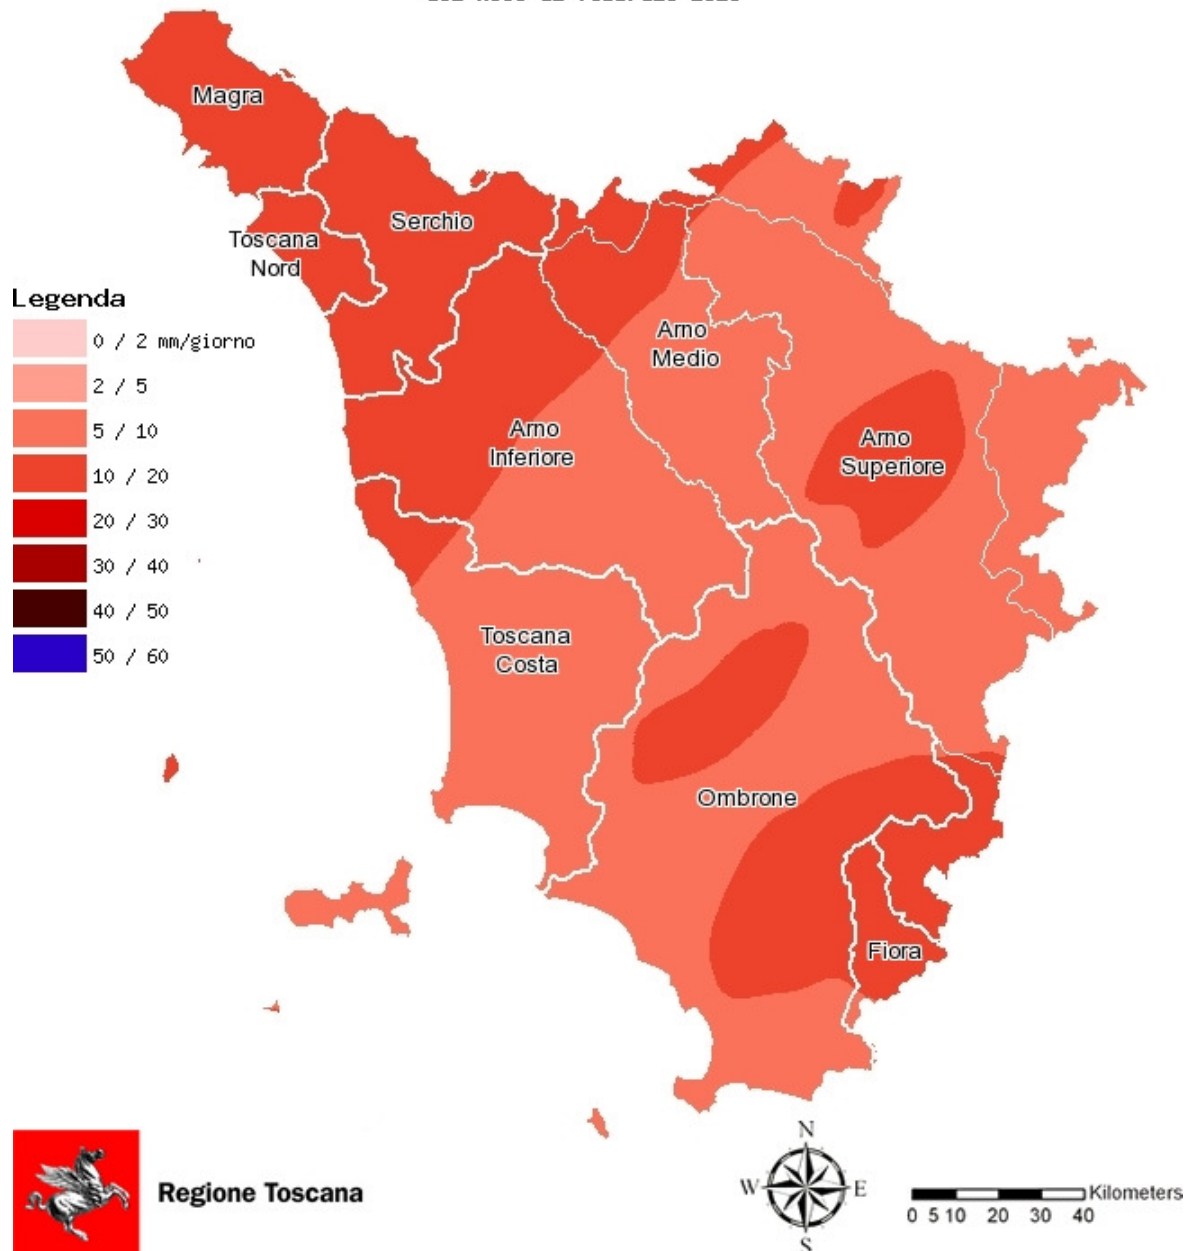 Magra
Serchio
Toscana
Nord
Legenda
0 / 2 mm/giorno
2 / 5
5 / 10
10 / 20
20 / 30
30 / 40
40 / 50
50 / 60
Arno
Medio
Arno
Inferiore
Arno
Superiore
Toscana
Costa
Ombrone
Fiora
Regione Toscana
N
W E
S
Kilometers
0 5 10 20 30 40